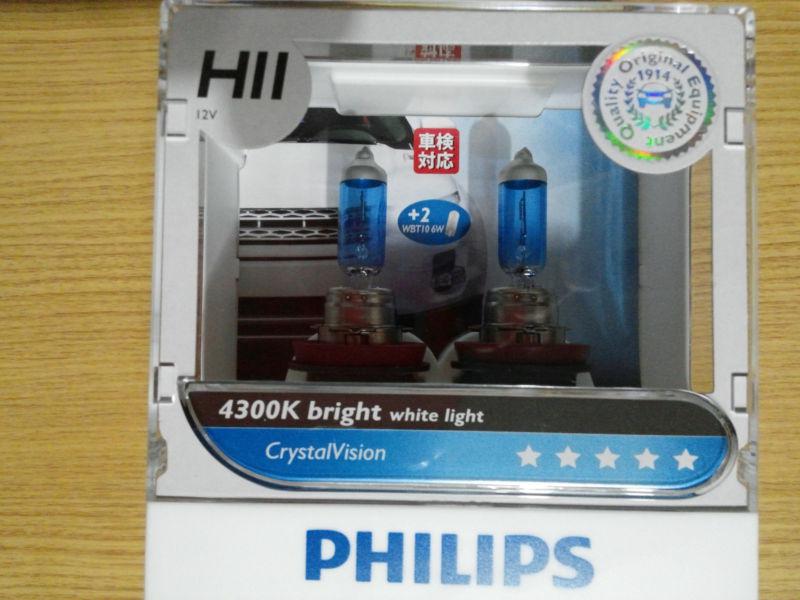 H11
12V
Quality Original Equipment
1914
車検
対応
+2
WBT10 6W
4300K bright white light
CrystalVision
PHILIPS